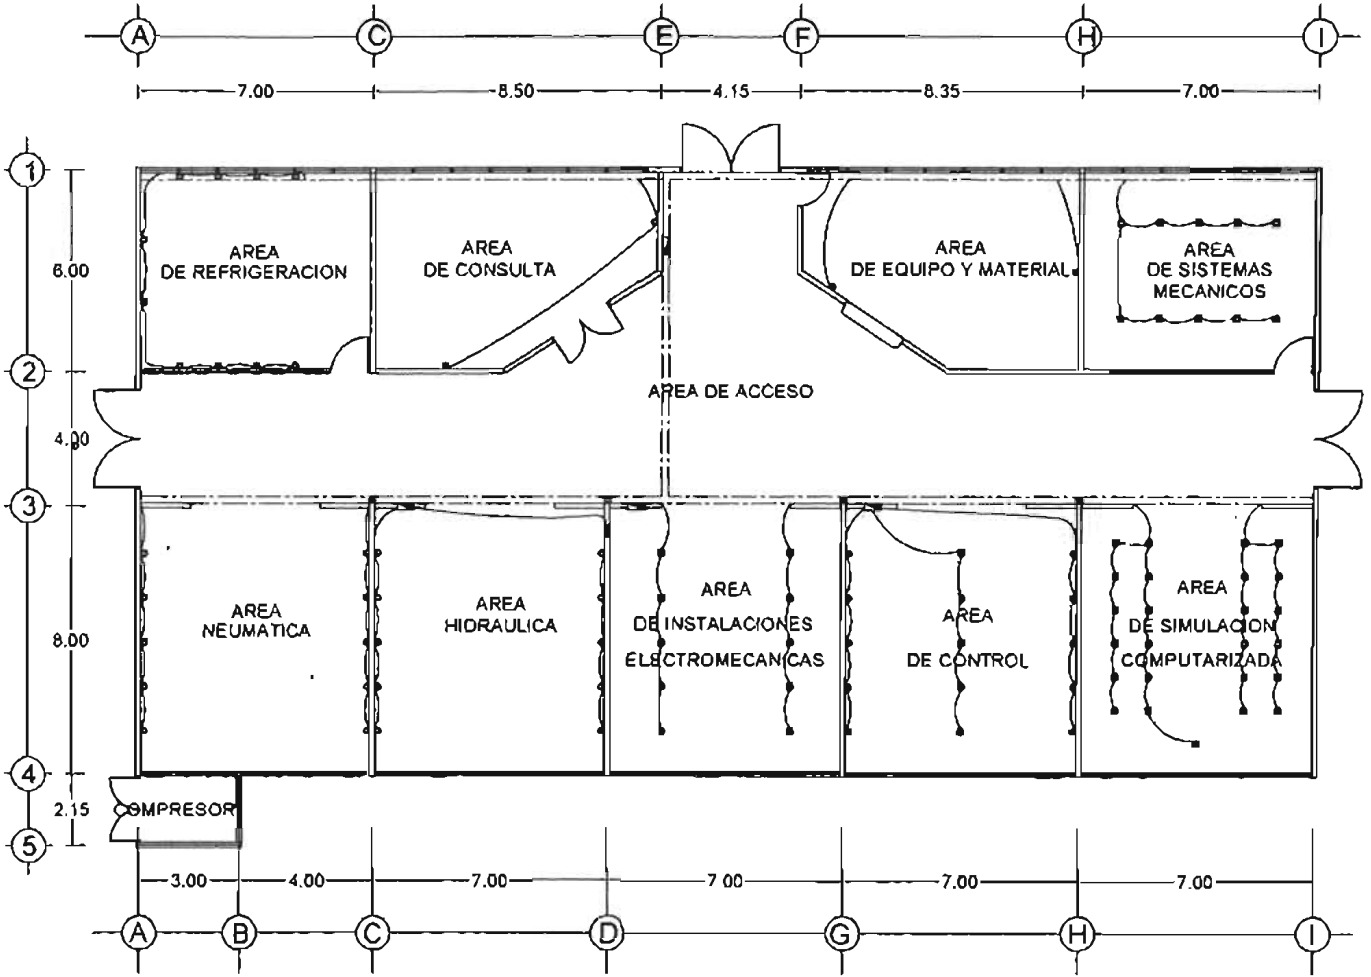 A C E F H I
7.00 8.50 4.15 8.35 7.00
1
6.00
AREA
DE REFRIGERACION
AREA
DE CONSULTA
AREA
DE EQUIPO Y MATERIAL
AREA
DE SISTEMAS
MECANICOS
2
AREA DE ACCESO
4.00
3
8.00
AREA
NEUMATICA
AREA
HIDRAULICA
AREA
DE INSTALACIONES
ELECTROMECANICAS
AREA
DE CONTROL
AREA
DE SIMULACION
COMPUTARIZADA
4
2.15
COMPRESOR
5
3.00 4.00 7.00 7.00 7.00 7.00
A B C D G H I